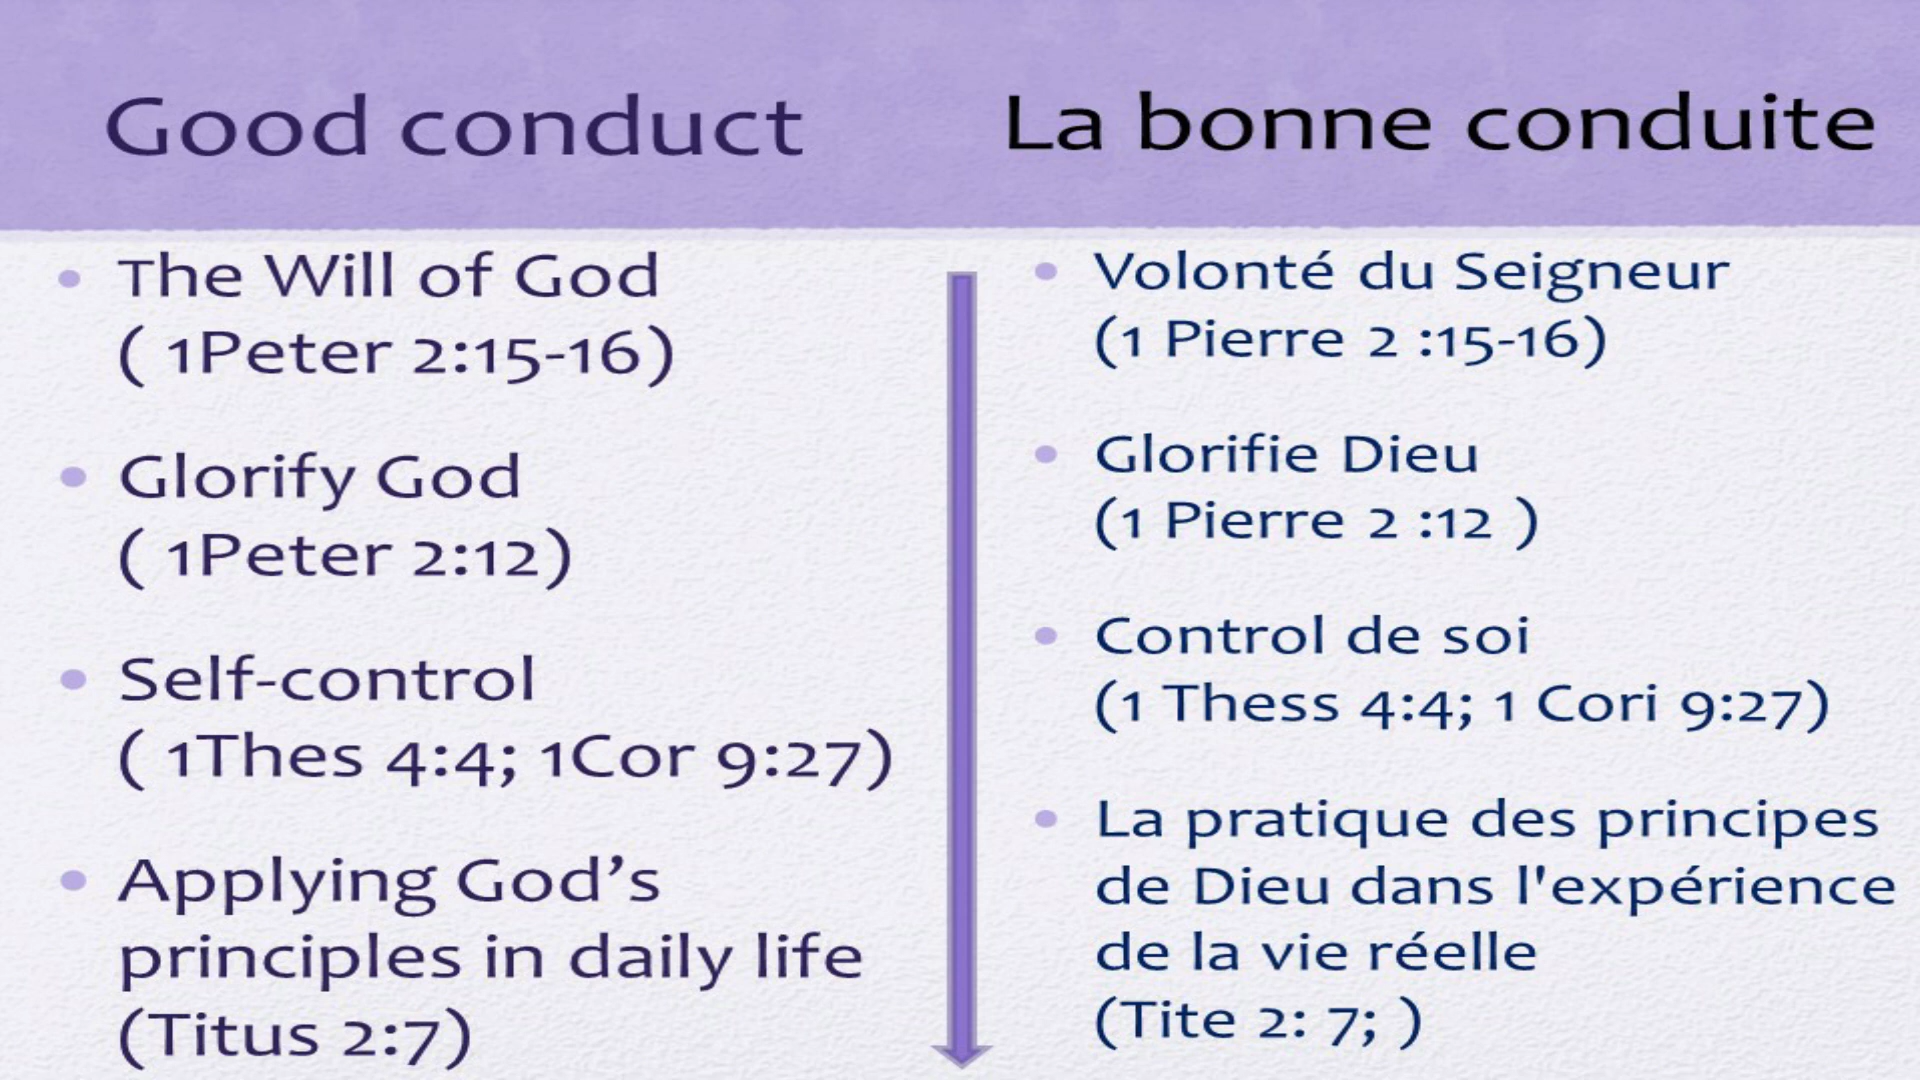 Good conduct
La bonne conduite
• The Will of God
( 1Peter 2:15-16)
• Glorify God
( 1Peter 2:12)
• Self-control
( 1Thes 4:4; 1Cor 9:27)
• Applying God’s
principles in daily life
(Titus 2:7)
• Volonté du Seigneur
(1 Pierre 2 :15-16)
• Glorifie Dieu
(1 Pierre 2 :12 )
• Control de soi
(1 Thess 4:4; 1 Cori 9:27)
• La pratique des principes
de Dieu dans l'expérience
de la vie réelle
(Tite 2: 7; )